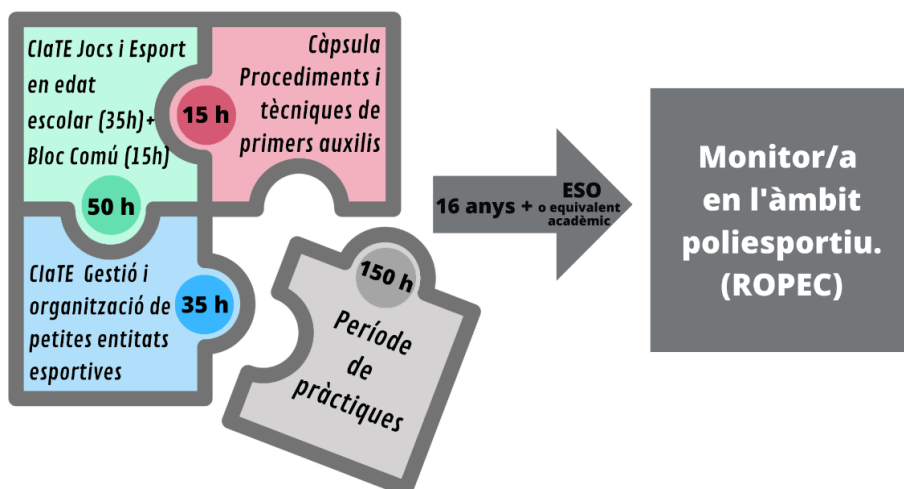 CIaTE Jocs i Esport
en edat
escolar (35h)+
Bloc Comú (15h)
50 h
Càpsula
Procediments i
tècniques de
primers auxilis
15 h
CIaTE Gestió i
organització de
petites entitats
esportives
35 h
150 h
Període
de
pràctiques
16 anys + ESO
o equivalent
acadèmic
Monitor/a
en l'àmbit
poliesportiu.
(ROPEC)